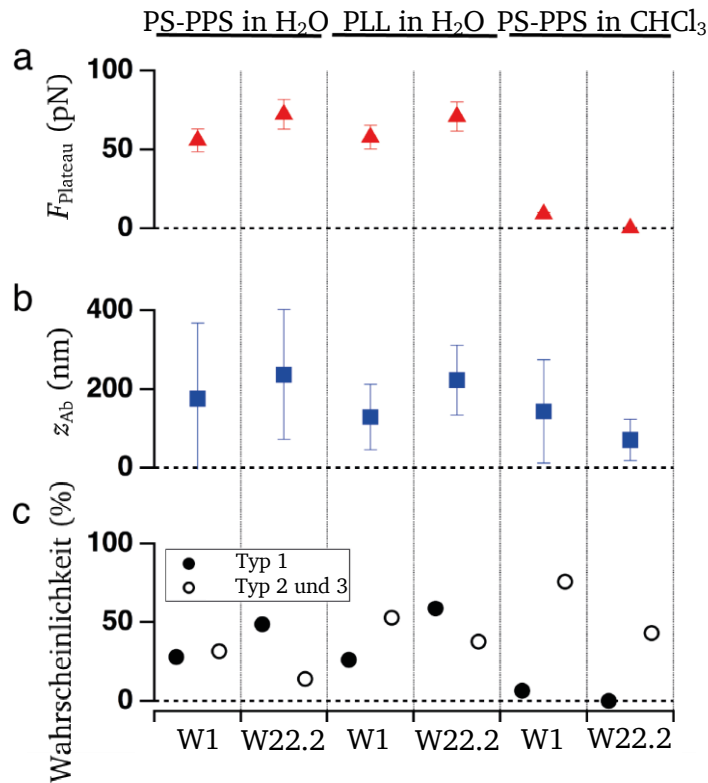 PS-PPS in H₂O PLL in H₂O PS-PPS in CHCl₃
a
F_Plateau (pN)
100
50
0
b
z_Ab (nm)
400
200
0
c
Wahrscheinlichkeit (%)
100
50
0
Typ 1
Typ 2 und 3
W1 W22.2 W1 W22.2 W1 W22.2